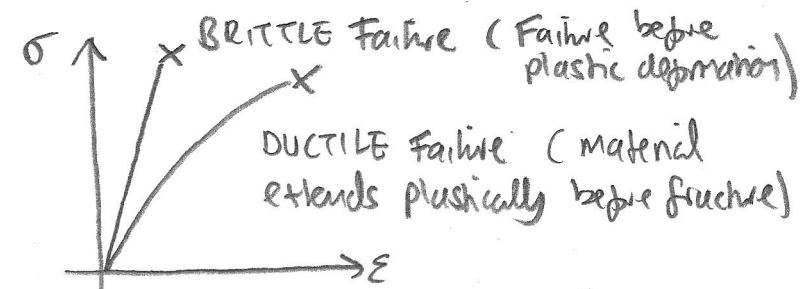 σ
BRITTLE Failure (Failure before
plastic deformation)
DUCTILE Failure (material
extends plastically before fracture)
ε